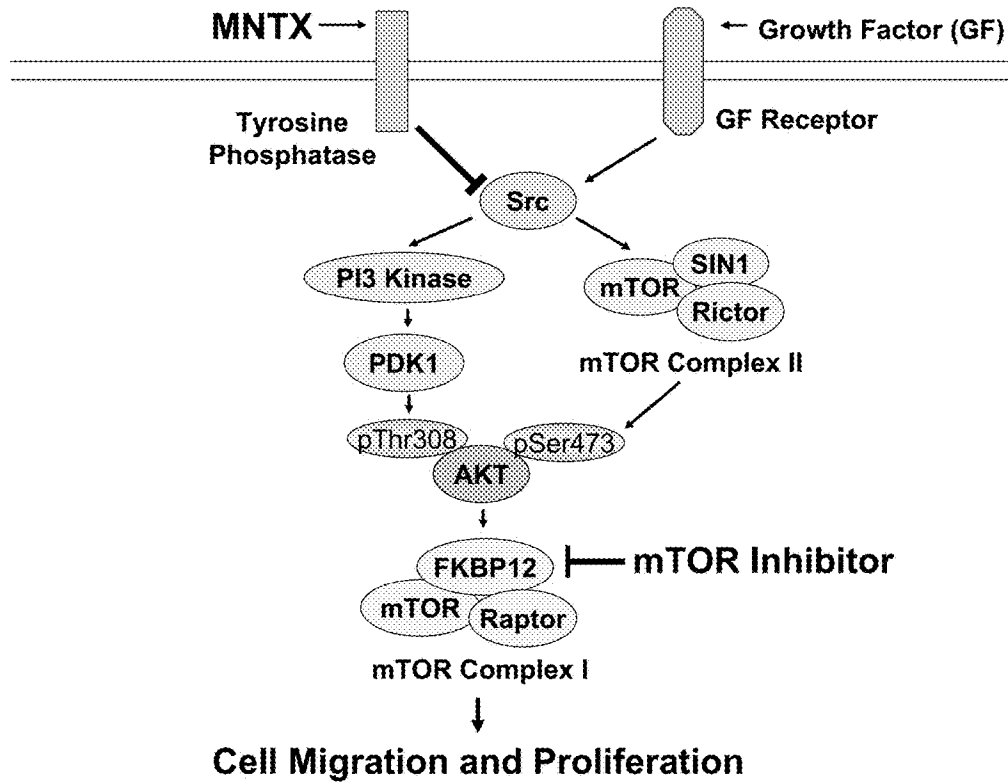 MNTX
Growth Factor (GF)
Tyrosine
Phosphatase
GF Receptor
Src
PI3 Kinase
SIN1
mTOR
Rictor
PDK1
mTOR Complex II
pThr308
pSer473
AKT
FKBP12
mTOR Inhibitor
mTOR
Raptor
mTOR Complex I
Cell Migration and Proliferation